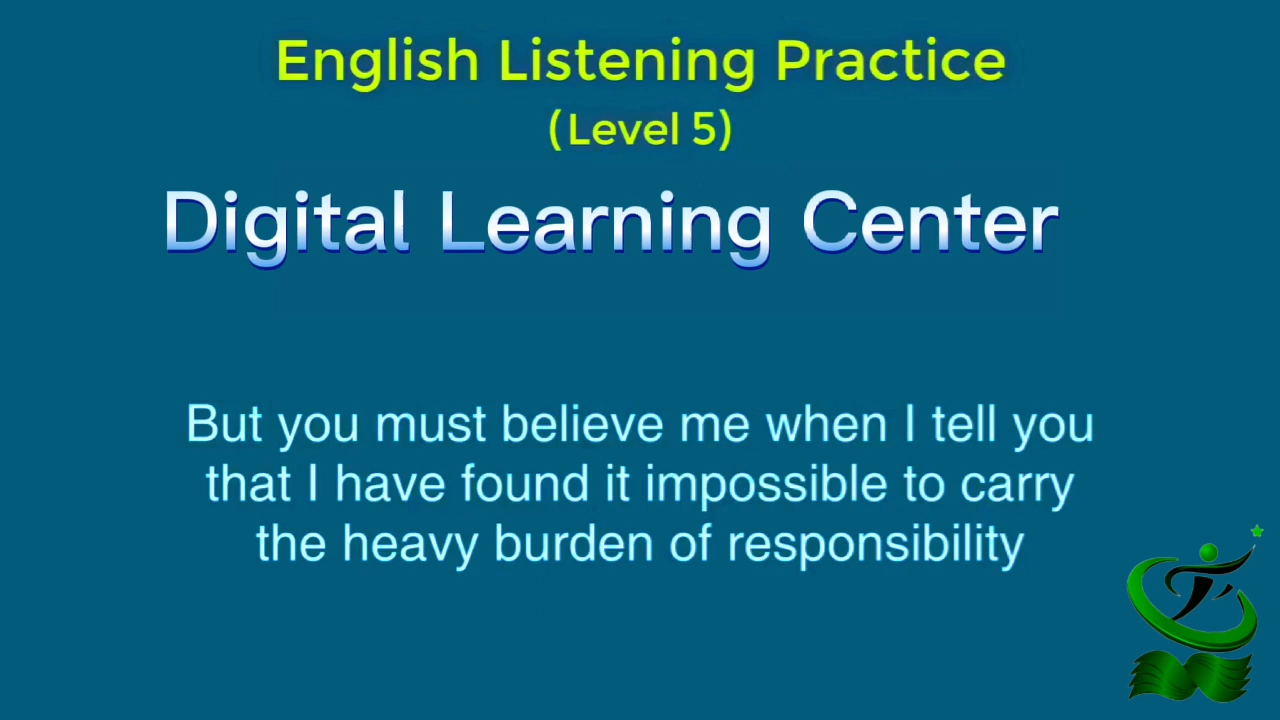 English Listening Practice
(Level 5)
Digital Learning Center
But you must believe me when I tell you
that I have found it impossible to carry
the heavy burden of responsibility